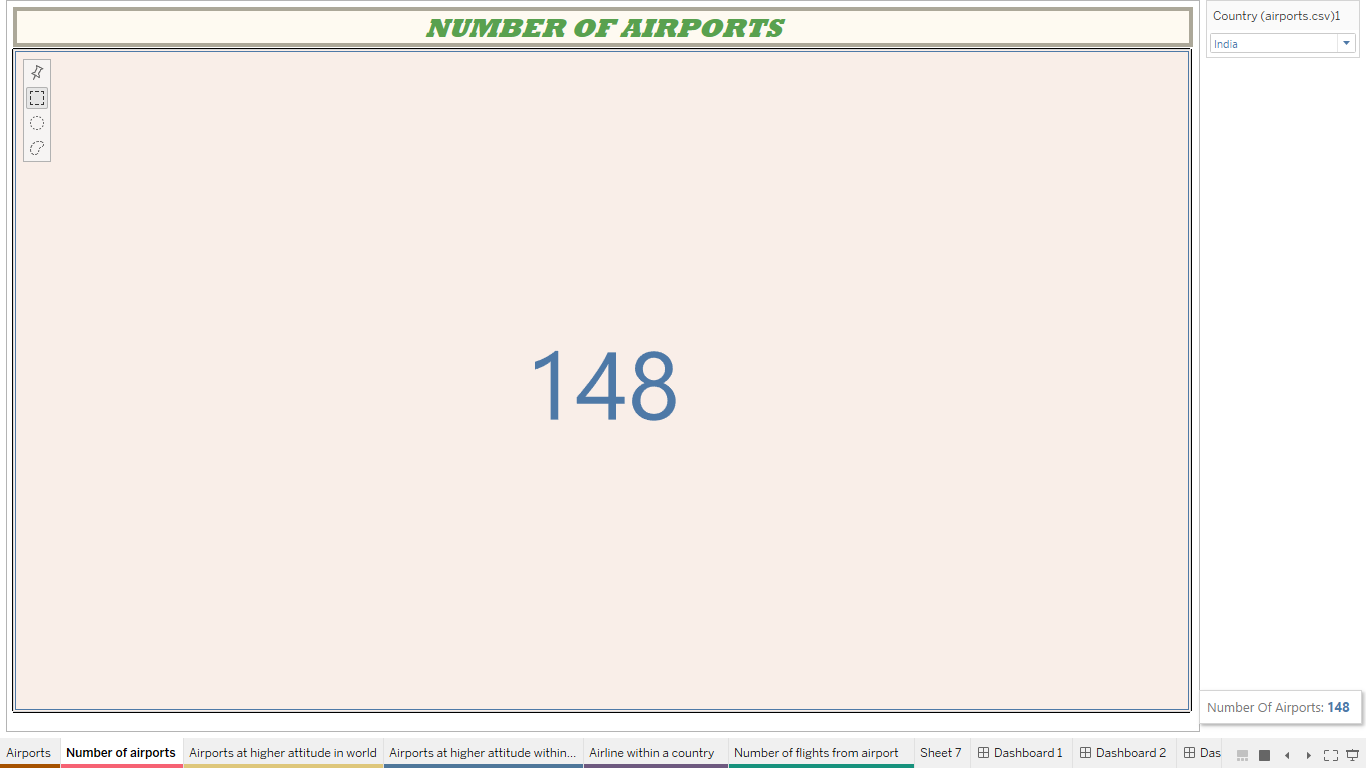 NUMBER OF AIRPORTS
Country (airports.csv)1
India
148
Number Of Airports: 148
Airports
Number of airports
Airports at higher attitude in world
Airports at higher attitude within...
Airline within a country
Number of flights from airport
Sheet 7
Dashboard 1
Dashboard 2
Das